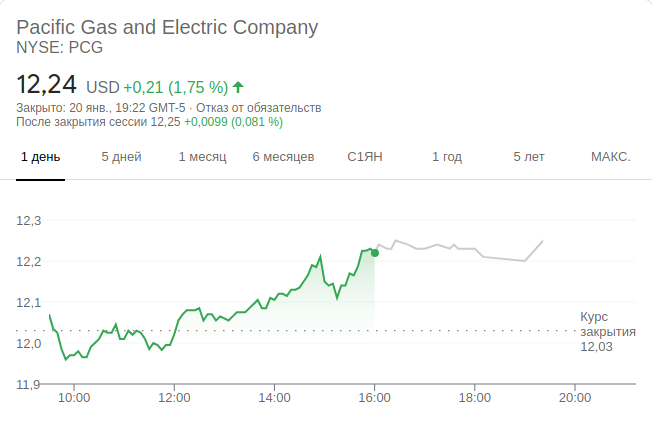 Pacific Gas and Electric Company
NYSE: PCG
12,24 USD +0,21 (1,75 %)
Закрыто: 20 янв., 19:22 GMT-5 · Отказ от обязательств
После закрытия сессии 12,25 +0,0099 (0,081 %)
1 день 5 дней 1 месяц 6 месяцев С1ЯН 1 год 5 лет МАКС.
12,3
12,2
12,1
12,0
11,9
Курс
закрытия
12,03
10:00 12:00 14:00 16:00 18:00 20:00